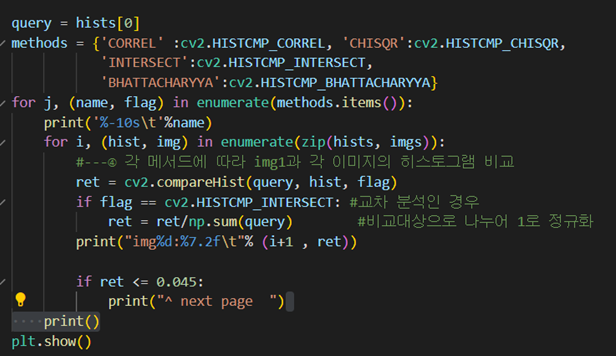 query = hists[0]
methods = {'CORREL' :cv2.HISTCMP_CORREL, 'CHISQR':cv2.HISTCMP_CHISQR,
           'INTERSECT':cv2.HISTCMP_INTERSECT,
           'BHATTACHARYYA':cv2.HISTCMP_BHATTACHARYYA}
for j, (name, flag) in enumerate(methods.items()):
    print('%-10s\t'%name)
    for i, (hist, img) in enumerate(zip(hists, imgs)):
        #---④ 각 메서드에 따라 img1과 각 이미지의 히스토그램 비교
        ret = cv2.compareHist(query, hist, flag)
        if flag == cv2.HISTCMP_INTERSECT: #교차 분석인 경우
            ret = ret/np.sum(query)        #비교대상으로 나누어 1로 정규화
        print("img%d:%7.2f\t"% (i+1 , ret))
        if ret <= 0.045:
            print("^ next page  ")
    print()
plt.show()